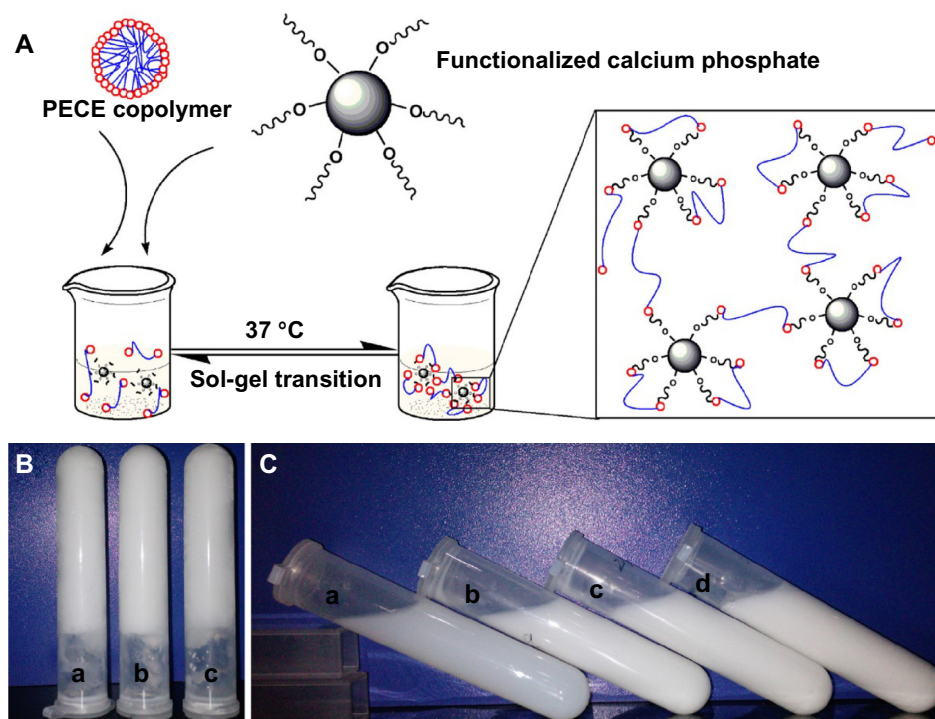 A
PECE copolymer
Functionalized calcium phosphate
O
O
O
O
O
O
37 °C
Sol-gel transition
B
a
b
c
C
a
b
c
d